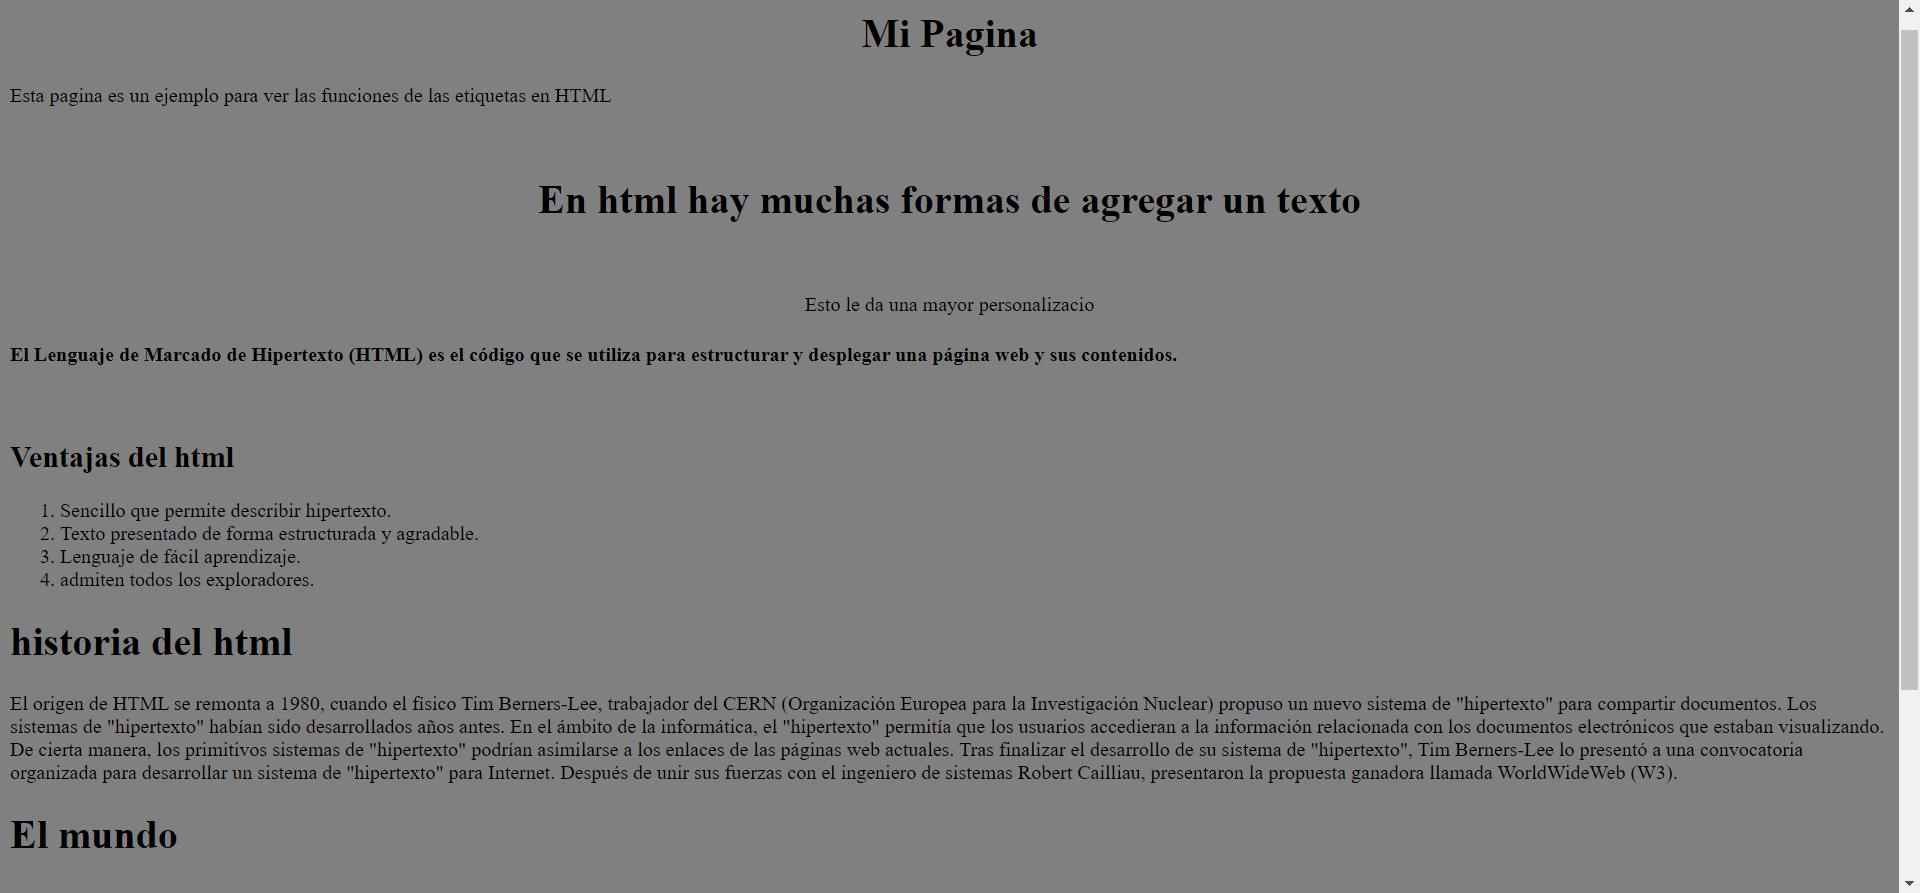 Mi Pagina
Esta pagina es un ejemplo para ver las funciones de las etiquetas en HTML
En html hay muchas formas de agregar un texto
Esto le da una mayor personalizacio
El Lenguaje de Marcado de Hipertexto (HTML) es el código que se utiliza para estructurar y desplegar una página web y sus contenidos.
Ventajas del html
1. Sencillo que permite describir hipertexto.
2. Texto presentado de forma estructurada y agradable.
3. Lenguaje de fácil aprendizaje.
4. admiten todos los exploradores.
historia del html
El origen de HTML se remonta a 1980, cuando el físico Tim Berners-Lee, trabajador del CERN (Organización Europea para la Investigación Nuclear) propuso un nuevo sistema de "hipertexto" para compartir documentos. Los
sistemas de "hipertexto" habían sido desarrollados años antes. En el ámbito de la informática, el "hipertexto" permitía que los usuarios accedieran a la información relacionada con los documentos electrónicos que estaban visualizando.
De cierta manera, los primitivos sistemas de "hipertexto" podrían asimilarse a los enlaces de las páginas web actuales. Tras finalizar el desarrollo de su sistema de "hipertexto", Tim Berners-Lee lo presentó a una convocatoria
organizada para desarrollar un sistema de "hipertexto" para Internet. Después de unir sus fuerzas con el ingeniero de sistemas Robert Cailliau, presentaron la propuesta ganadora llamada WorldWideWeb (W3).
El mundo